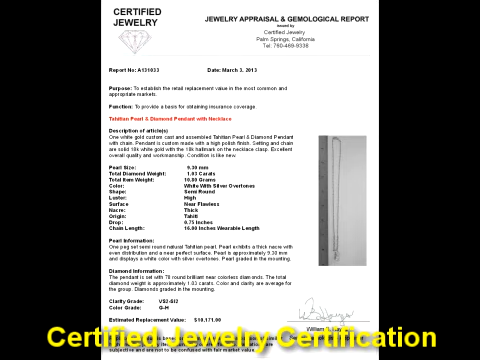 CERTIFIED
JEWELRY
JEWELRY APPRAISAL & GEMOLOGICAL REPORT
issued by
Certified Jewelry
Palm Springs, California
Tel. 760-469-9338
Report No: A131033 Date: March 3, 2013
Purpose: To establish the retail replacement value in the most common and
appropriate markets.
Function: To provide a basis for obtaining insurance coverage.
Tahitian Pearl & Diamond Pendant with Necklace
Description of article(s)
One white gold custom cast and assembled Tahitian Pearl & Diamond Pendant
with chain. Pendant is custom made with a high polish finish. Setting and chain
are solid 18k white gold with the 18k hallmark on the necklace clasp. Excellent
overall quality and workmanship. Condition is like new.
Pearl Size: 9.30 mm
Total Diamond Weight: 1.03 Carats
Total Item Weight: 10.80 Grams
Color: White With Silver Overtones
Shape: Semi Round
Luster: High
Surface Near Flawless
Nacre: Thick
Origin: Tahiti
Drop: 0.75 Inches
Chain Length: 16.00 Inches Wearable Length
Pearl Information:
One peg set semi round natural Tahitian pearl. Pearl exhibits a thick nacre with
even distribution and a near perfect surface. Pearl is approximately 9.30 mm
and displays a white color with silver overtones. Pearl graded in the mounting.
Diamond Information:
The pendant is set with 78 round brilliant near colorless diamonds. The total
diamond weight is approximately 1.03 carats. Color and clarity are average for
the group. Diamonds graded in the mounting.
Clarity Grade: VS2-SI2
Color Grade: G-H
Estimated Replacement Value: $10,171.00
William
Certified Jewelry Certification
subjective and not to be confused with fair market value.